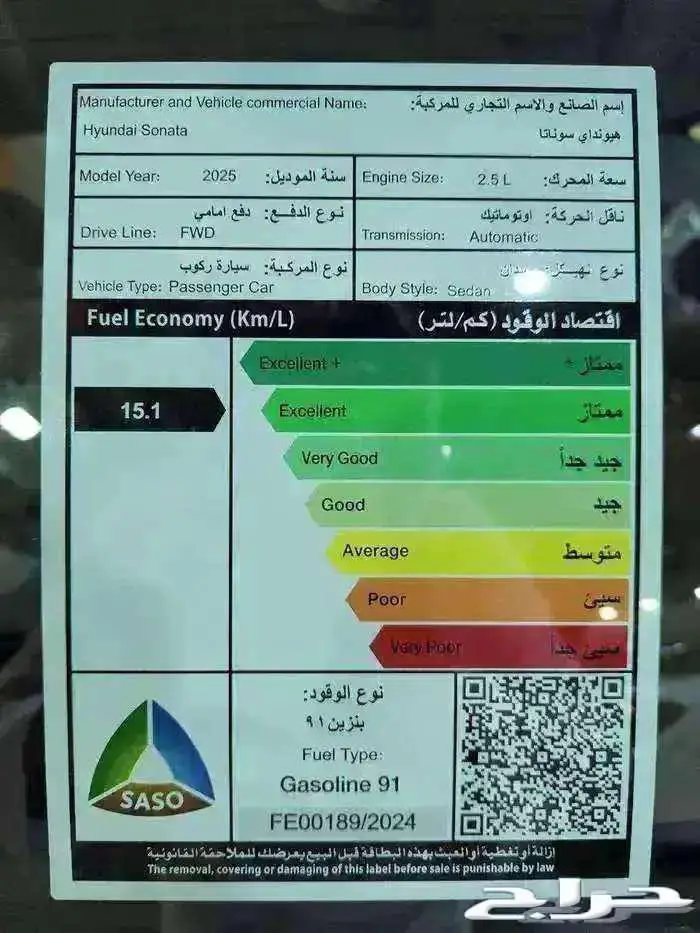 Manufacturer and Vehicle commercial Name: إسم الصانع والاسم التجاري للمركبة:
Hyundai Sonata هيونداي سوناتا
Model Year: 2025 سنة الموديل:
Engine Size: 2.5 L سعة المحرك:
نوع الدفع: دفع امامي
Drive Line: FWD
ناقل الحركة: اوتوماتيك
Transmission: Automatic
نوع المركبة: سيارة ركوب
Vehicle Type: Passenger Car
نوع
Body Style: Sedan
Fuel Economy (Km/L) اقتصاد الوقود (كم/لتر)
Excellent + ممتاز +
15.1
Excellent ممتاز
Very Good جيد جداً
Good جيد
Average متوسط
Poor سيئ
Very Poor سيئ جداً
SASO
نوع الوقود:
بنزين ٩١
Fuel Type:
Gasoline 91
FE00189/2024
إزالة أو تغطية أو العبث بهذه البطاقة قبل البيع يعرضك للملاحقة القانونية
The removal, covering or damaging of this label before sale is punishable by law
حراج